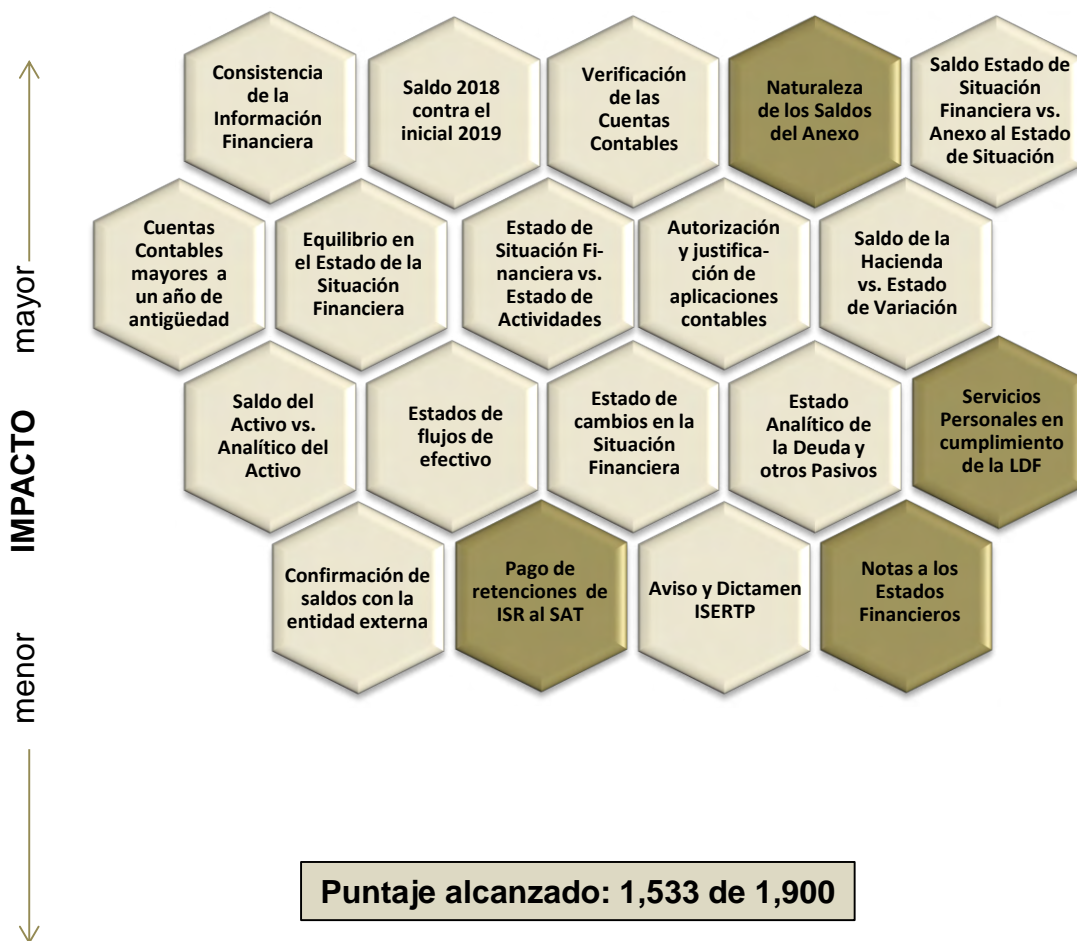 Consistencia
de la
Información
Financiera
Saldo 2018
contra el
inicial 2019
Verificación
de las
Cuentas
Contables
Naturaleza
de los Saldos
del Anexo
Saldo Estado de
Situación
Financiera vs.
Anexo al Estado
de Situación
Cuentas
Contables
mayores a
un año de
antigüedad
Equilibrio en
el Estado de la
Situación
Financiera
Estado de
Situación Fi-
nanciera vs.
Estado de
Actividades
Autorización
y justifica-
ción de
aplicaciones
contables
Saldo de la
Hacienda
vs. Estado
de Variación
Saldo del
Activo vs.
Analítico del
Activo
Estados de
flujos de
efectivo
Estado de
cambios en la
Situación
Financiera
Estado
Analítico de
la Deuda y
otros Pasivos
Servicios
Personales en
cumplimiento
de la LDF
Confirmación de
saldos con la
entidad externa
Pago de
retenciones de
ISR al SAT
Aviso y Dictamen
ISERTP
Notas a los
Estados
Financieros
menor IMPACTO mayor
Puntaje alcanzado: 1,533 de 1,900